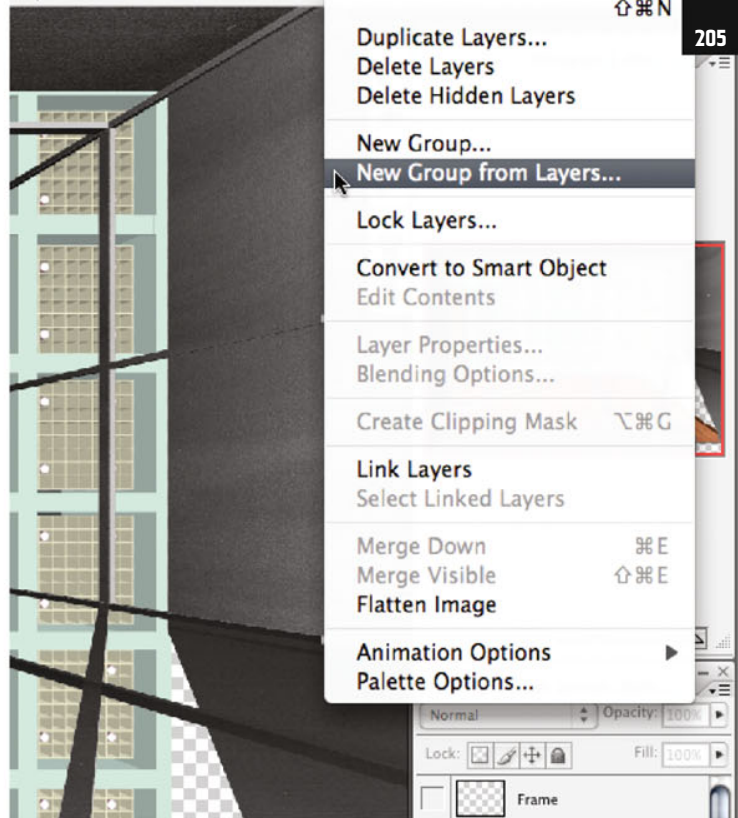 ⇧⌘N
205
Duplicate Layers...
Delete Layers
Delete Hidden Layers
New Group...
New Group from Layers...
Lock Layers...
Convert to Smart Object
Edit Contents
Layer Properties...
Blending Options...
Create Clipping Mask ⌥⌘G
Link Layers
Select Linked Layers
Merge Down ⌘E
Merge Visible ⇧⌘E
Flatten Image
Animation Options
Palette Options...
Normal Opacity: 100%
Lock: Fill: 100%
Frame